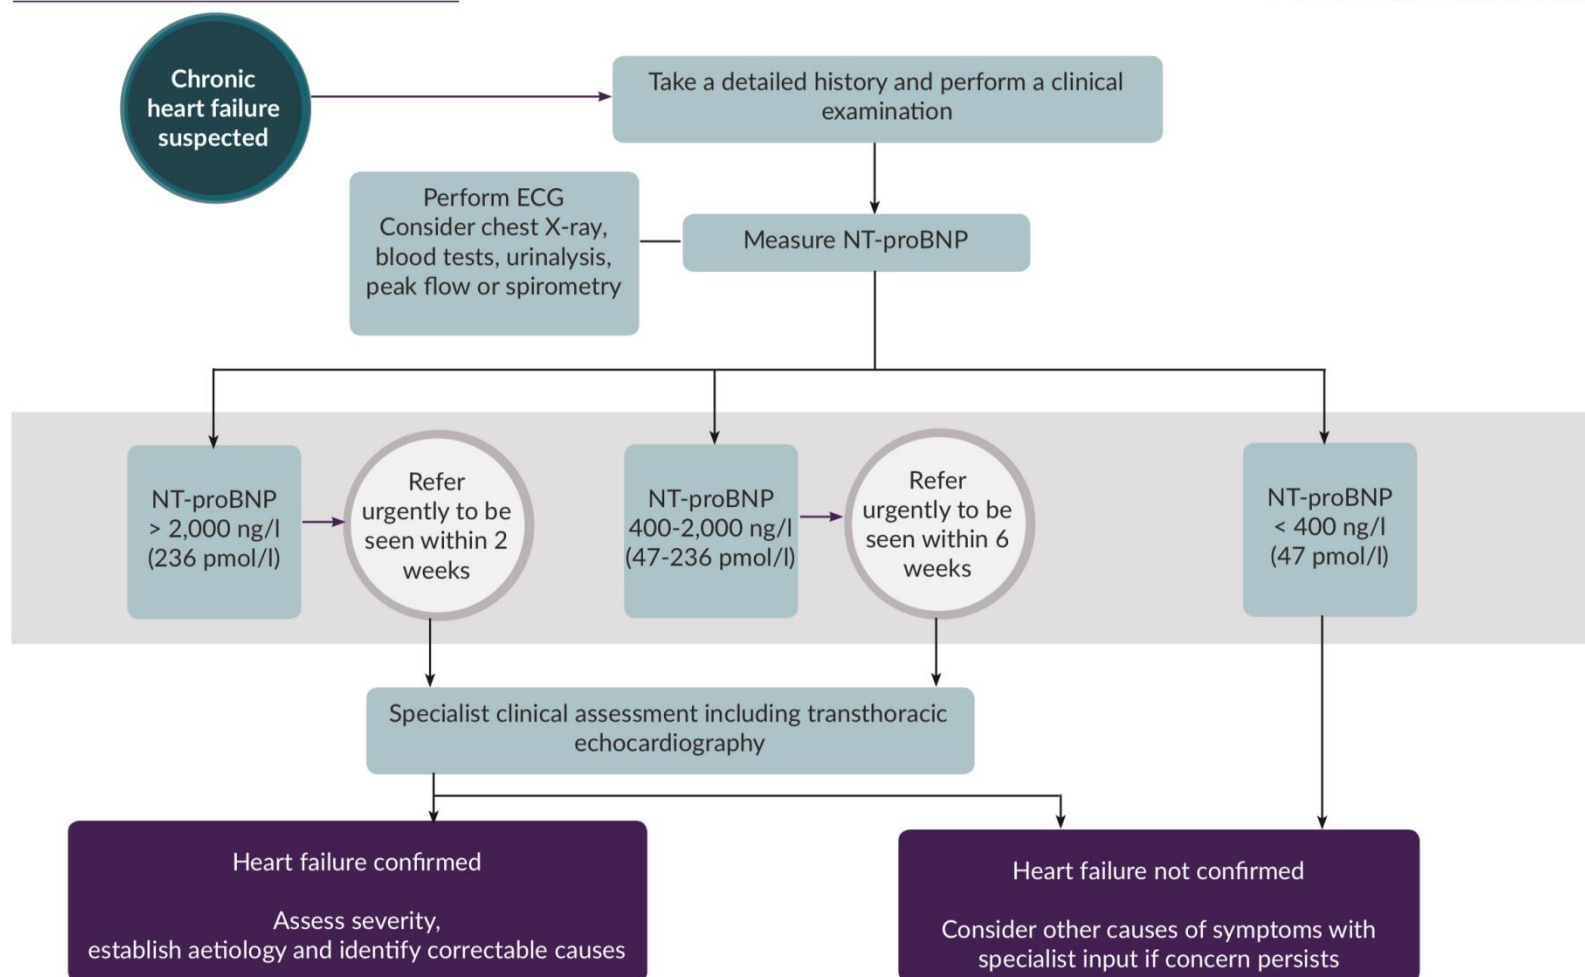 Chronic
heart failure
suspected
Take a detailed history and perform a clinical
examination
Perform ECG
Consider chest X-ray,
blood tests, urinalysis,
peak flow or spirometry
Measure NT-proBNP
NT-proBNP
> 2,000 ng/l
(236 pmol/l)
Refer
urgently to be
seen within 2
weeks
NT-proBNP
400-2,000 ng/l
(47-236 pmol/l)
Refer
urgently to be
seen within 6
weeks
NT-proBNP
< 400 ng/l
(47 pmol/l)
Specialist clinical assessment including transthoracic
echocardiography
Heart failure confirmed
Assess severity,
establish aetiology and identify correctable causes
Heart failure not confirmed
Consider other causes of symptoms with
specialist input if concern persists